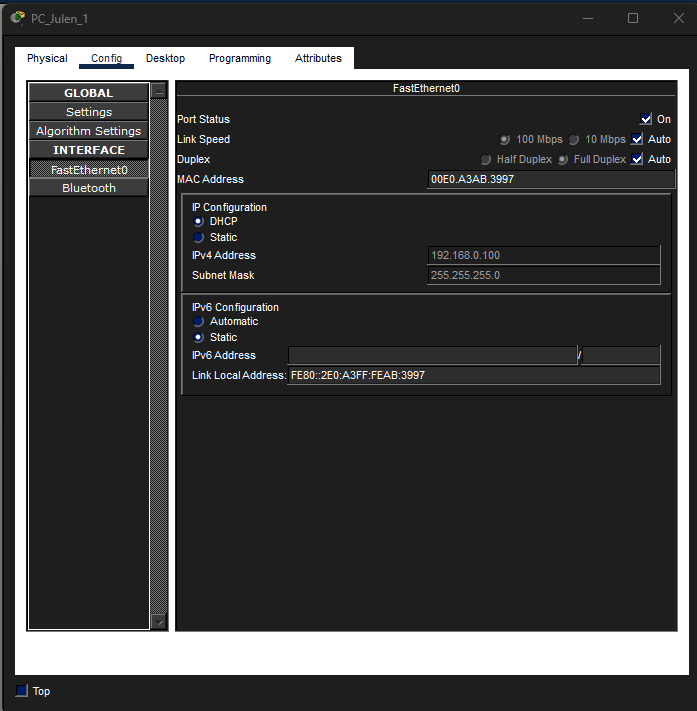 PC_Julen_1
Physical Config Desktop Programming Attributes
GLOBAL
Settings
Algorithm Settings
INTERFACE
FastEthernet0
Bluetooth
FastEthernet0
Port Status On
Link Speed 100 Mbps 10 Mbps Auto
Duplex Half Duplex Full Duplex Auto
MAC Address 00E0.A3AB.3997
IP Configuration
DHCP
Static
IPv4 Address 192.168.0.100
Subnet Mask 255.255.255.0
IPv6 Configuration
Automatic
Static
IPv6 Address /
Link Local Address: FE80::2E0:A3FF:FEAB:3997
Top